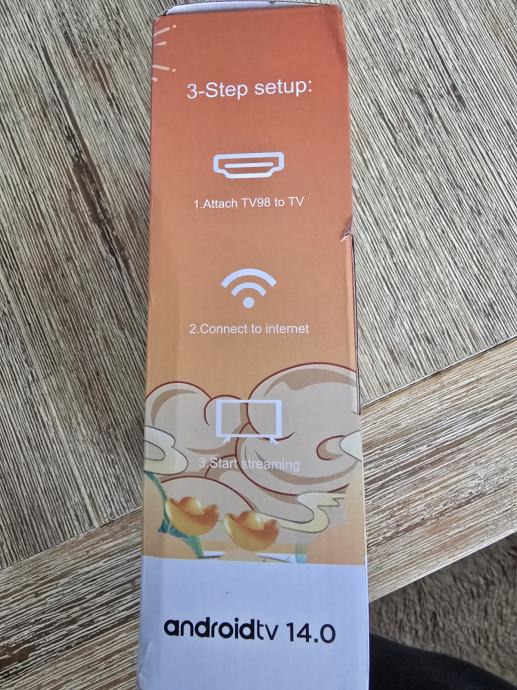 3-Step setup:
1.Attach TV98 to TV
2.Connect to internet
3.Start streaming
androidtv 14.0